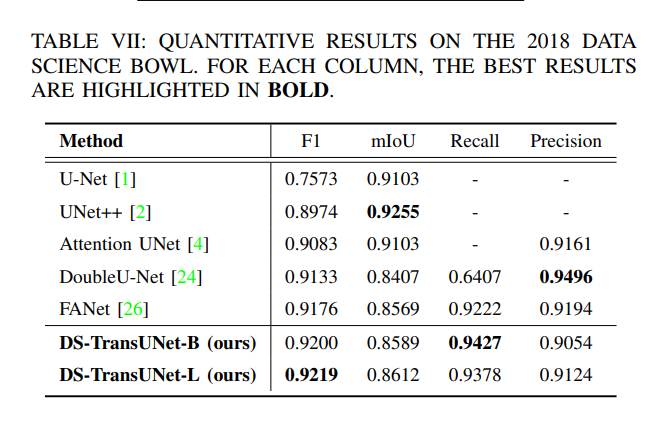 TABLE VII: QUANTITATIVE RESULTS ON THE 2018 DATA
SCIENCE BOWL. FOR EACH COLUMN, THE BEST RESULTS
ARE HIGHLIGHTED IN BOLD.
Method F1 mIoU Recall Precision
U-Net [1] 0.7573 0.9103 - -
UNet++ [2] 0.8974 0.9255 - -
Attention UNet [4] 0.9083 0.9103 - 0.9161
DoubleU-Net [24] 0.9133 0.8407 0.6407 0.9496
FANet [26] 0.9176 0.8569 0.9222 0.9194
DS-TransUNet-B (ours) 0.9200 0.8589 0.9427 0.9054
DS-TransUNet-L (ours) 0.9219 0.8612 0.9378 0.9124